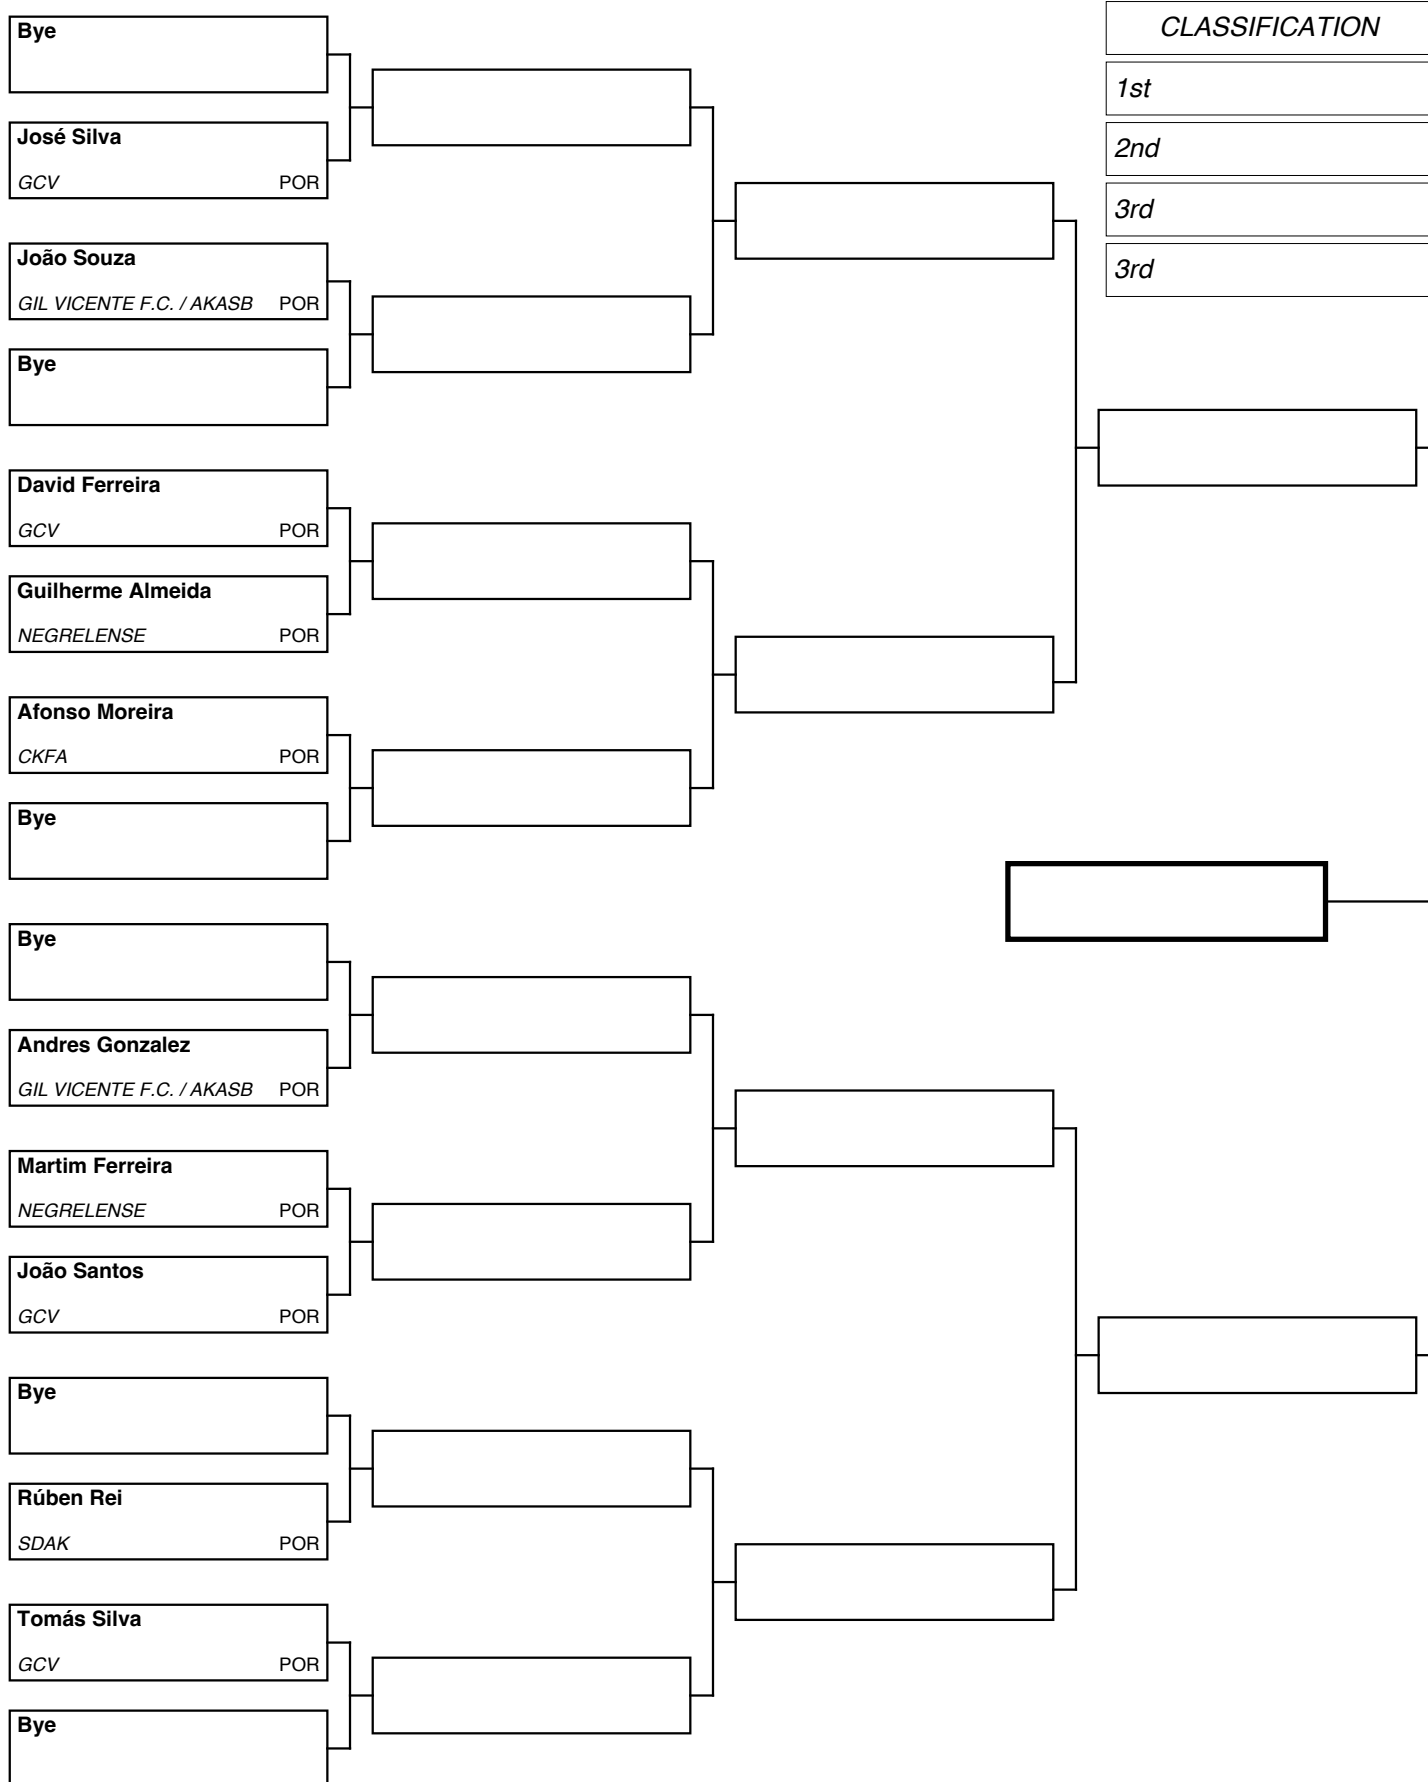 Bye
José Silva
GCV POR
João Souza
GIL VICENTE F.C. / AKASB POR
Bye
David Ferreira
GCV POR
Guilherme Almeida
NEGRELENSE POR
Afonso Moreira
CKFA POR
Bye
Bye
Andres Gonzalez
GIL VICENTE F.C. / AKASB POR
Martim Ferreira
NEGRELENSE POR
João Santos
GCV POR
Bye
Rúben Rei
SDAK POR
Tomás Silva
GCV POR
Bye
CLASSIFICATION
1st
2nd
3rd
3rd